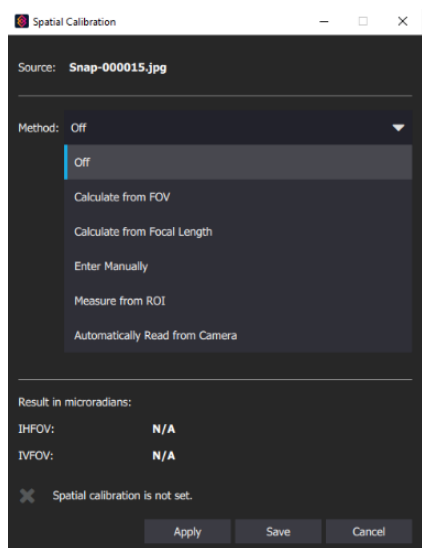 Spatial Calibration
Source: Snap-000015.jpg
Method: Off
Off
Calculate from FOV
Calculate from Focal Length
Enter Manually
Measure from ROI
Automatically Read from Camera
Result in microradians:
IHFOV: N/A
IVFOV: N/A
Spatial calibration is not set.
Apply Save Cancel